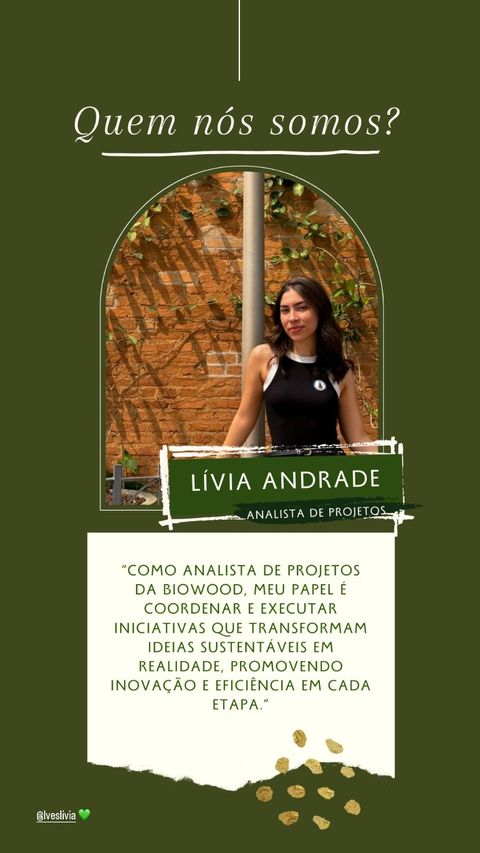 Quem nós somos?
LÍVIA ANDRADE
ANALISTA DE PROJETOS
"COMO ANALISTA DE PROJETOS
DA BIOWOOD, MEU PAPEL É
COORDENAR E EXECUTAR
INICIATIVAS QUE TRANSFORMAM
IDEIAS SUSTENTÁVEIS EM
REALIDADE, PROMOVENDO
INOVAÇÃO E EFICIÊNCIA EM CADA
ETAPA."
@lveslivia 💚